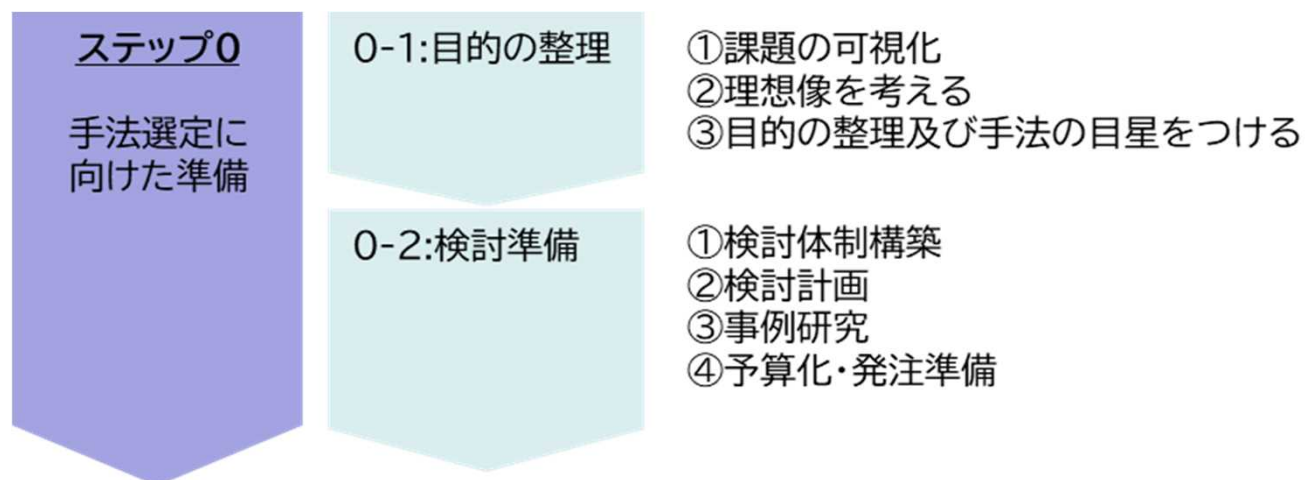 ステップ0
手法選定に
向けた準備
0-1:目的の整理
①課題の可視化
②理想像を考える
③目的の整理及び手法の目星をつける
0-2:検討準備
①検討体制構築
②検討計画
③事例研究
④予算化・発注準備